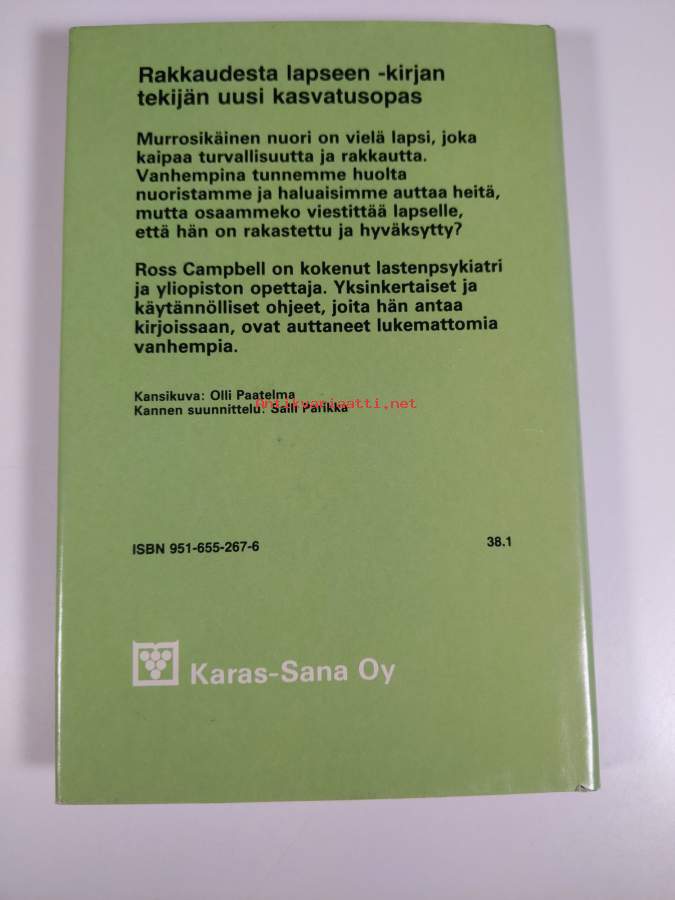 Rakkaudesta lapseen -kirjan
tekijän uusi kasvatusopas
Murrosikäinen nuori on vielä lapsi, joka
kaipaa turvallisuutta ja rakkautta.
Vanhempina tunnemme huolta
nuoristamme ja haluaisimme auttaa heitä,
mutta osaammeko viestittää lapselle,
että hän on rakastettu ja hyväksytty?
Ross Campbell on kokenut lastenpsykiatri
ja yliopiston opettaja. Yksinkertaiset ja
käytännölliset ohjeet, joita hän antaa
kirjoissaan, ovat auttaneet lukemattomia
vanhempia.
Kansikuva: Olli Paatelma
Antikvariaatti.net
Kannen suunnittelu: Salli Parikka
ISBN 951-655-267-6 38.1
Karas-Sana Oy